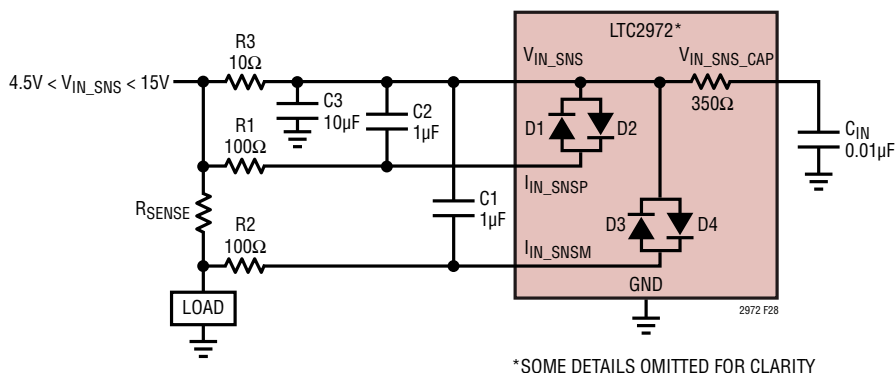 LTC2972*
R3
10Ω
V_IN_SNS
V_IN_SNS_CAP
4.5V < V_IN_SNS < 15V
350Ω
C3
10µF
C2
1µF
D1
D2
C_IN
0.01µF
R1
100Ω
I_IN_SNSP
R_SENSE
C1
1µF
D3
D4
R2
100Ω
I_IN_SNSM
GND
LOAD
2972 F28
*SOME DETAILS OMITTED FOR CLARITY